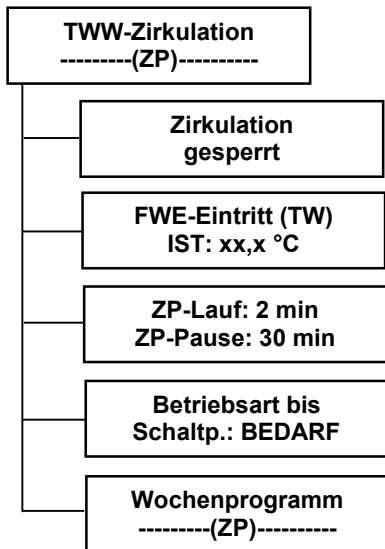 TWW-Zirkulation
---------(ZP)----------
Zirkulation
gesperrt
FWE-Eintritt (TW)
IST: xx,x °C
ZP-Lauf: 2 min
ZP-Pause: 30 min
Betriebsart bis
Schaltp.: BEDARF
Wochenprogramm
---------(ZP)----------